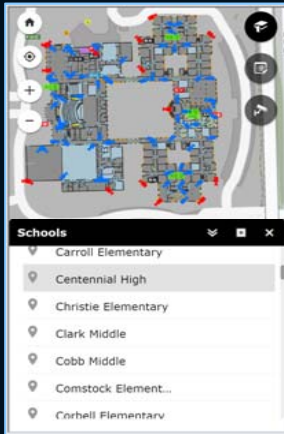 Schools
Carroll Elementary
Centennial High
Christie Elementary
Clark Middle
Cobb Middle
Comstock Element...
Corbell Elementary